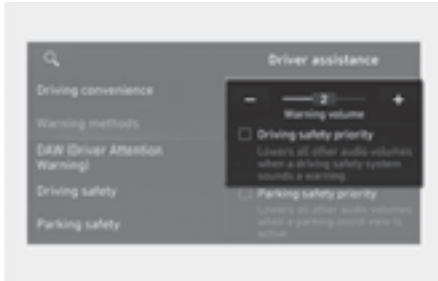 Driver assistance
Driving convenience
Warning methods
DAW (Driver Attention
Warning)
Driving safety
Parking safety
− 2 +
Warning volume
Driving safety priority
Lowers all other audio volumes
when a driving safety system
sounds a warning.
Parking safety priority
Lowers all other audio volumes
when a parking assist view is
active.